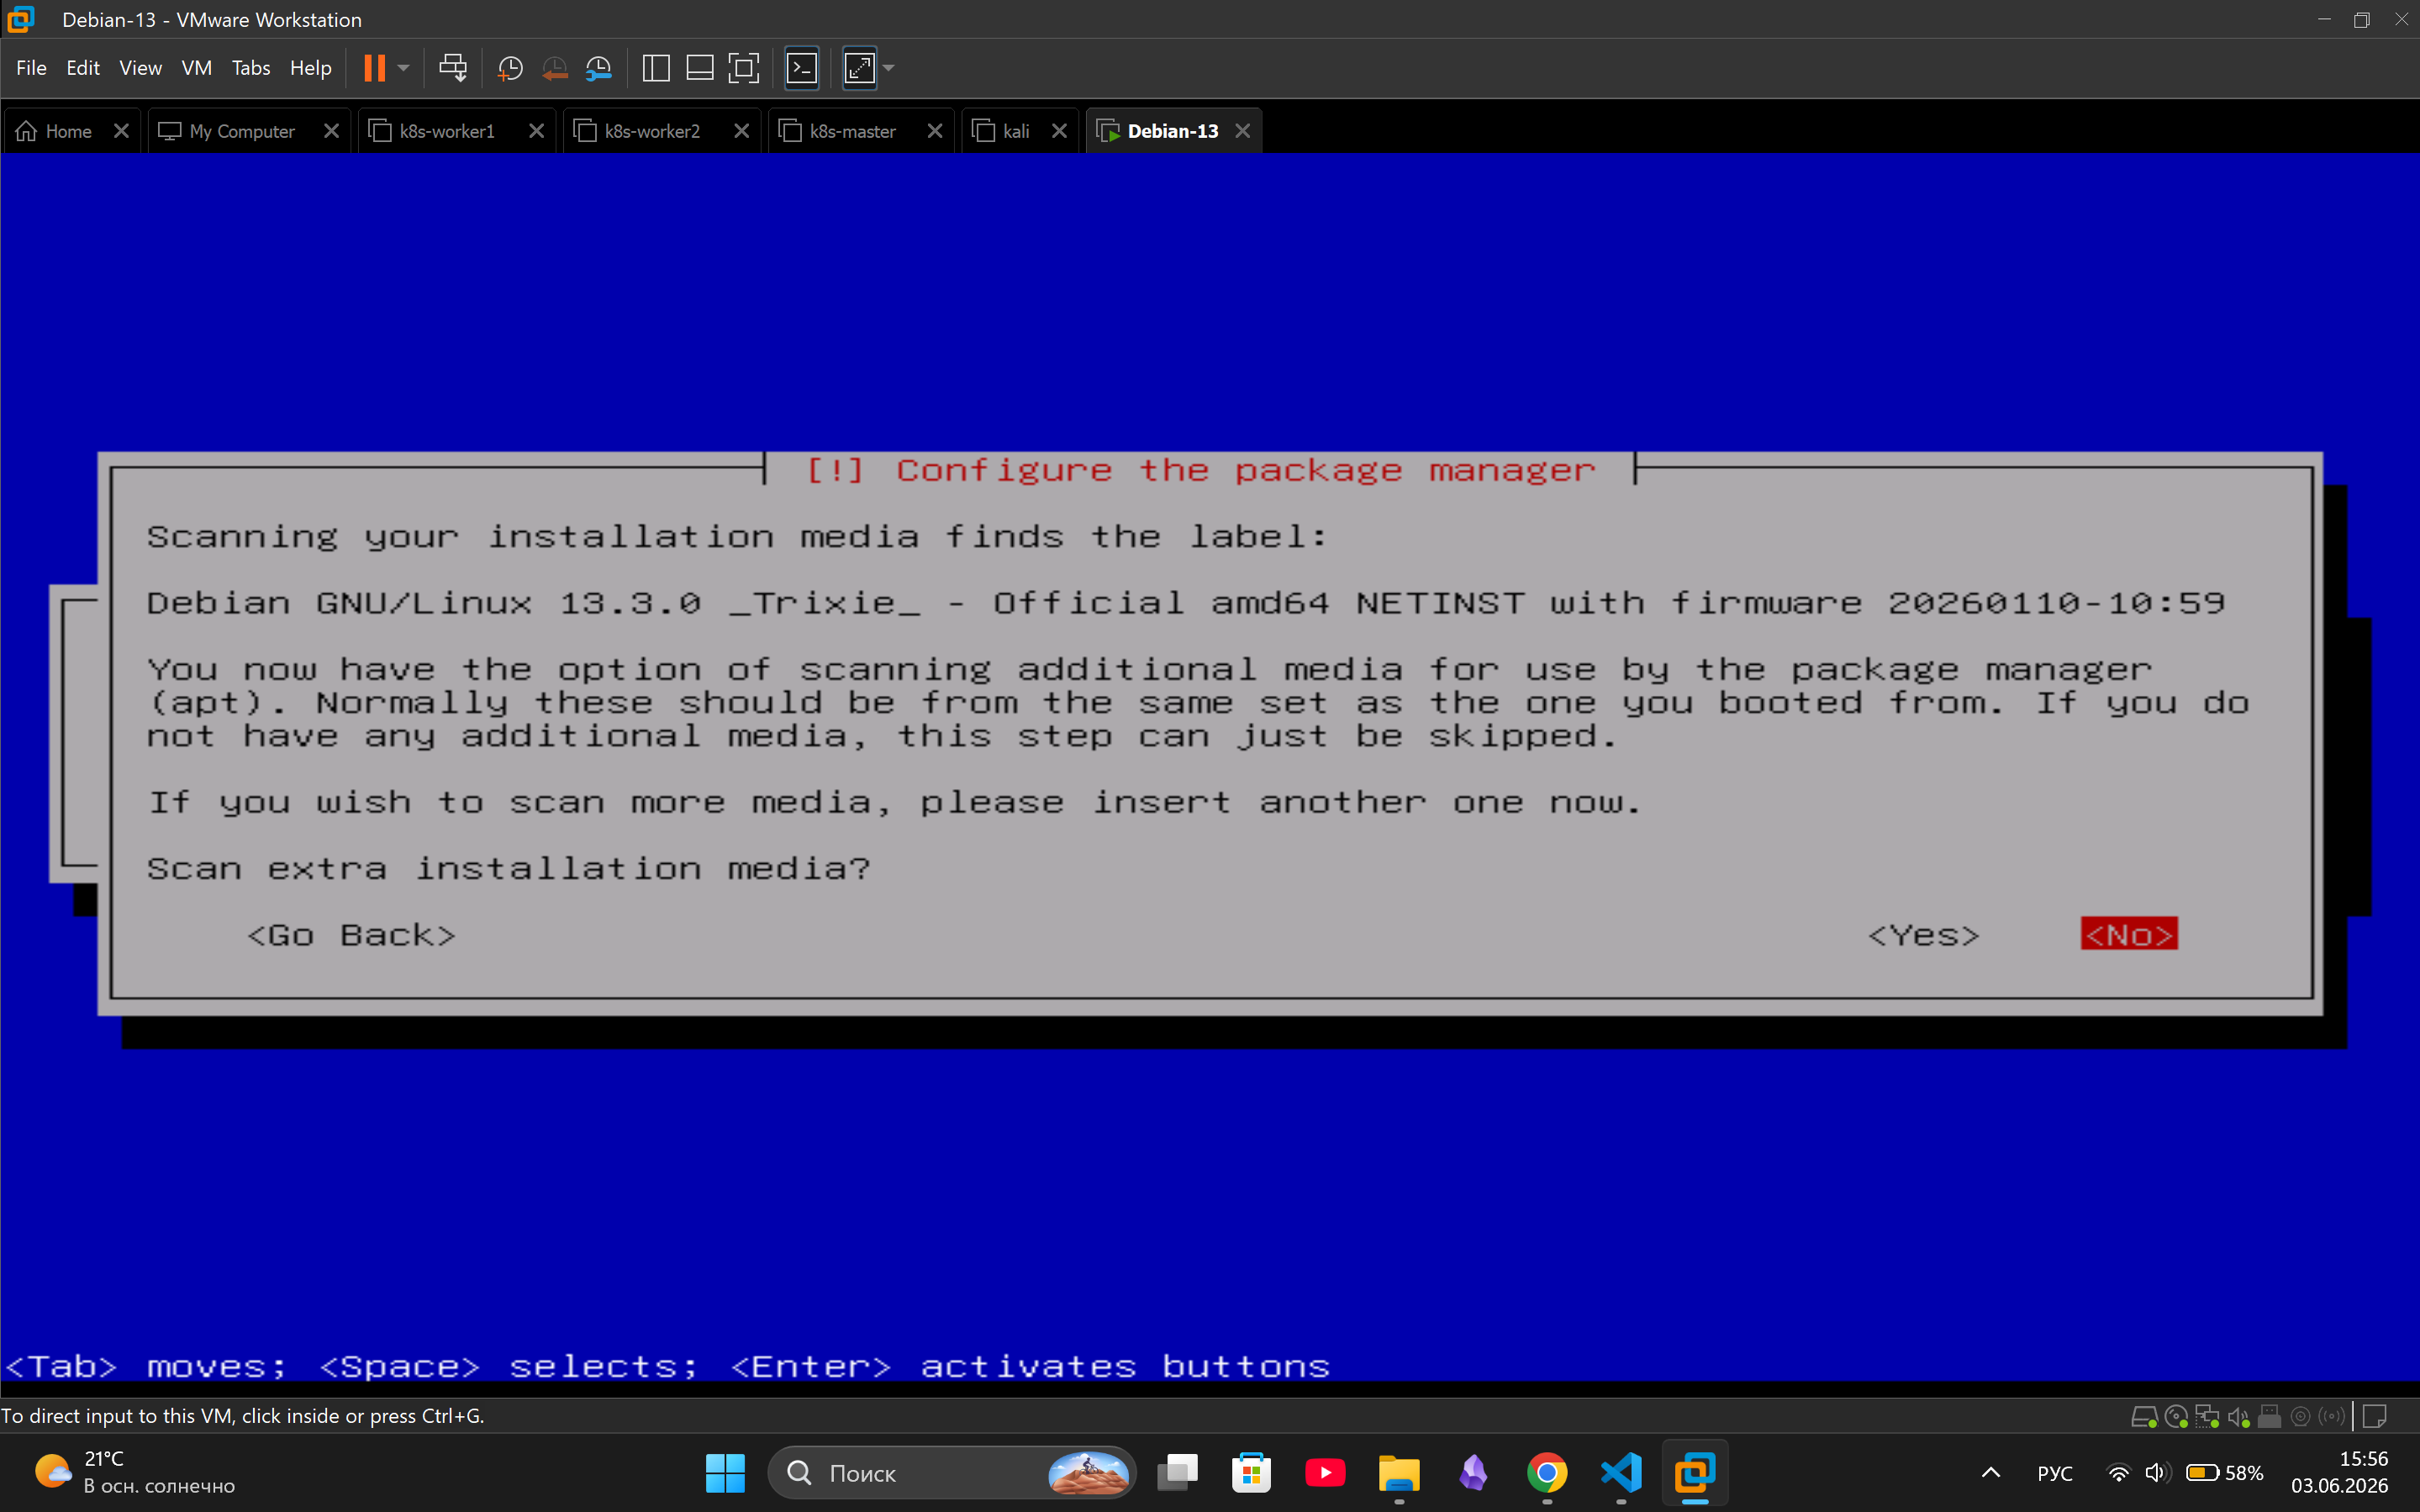 Debian-13 - VMware Workstation
File Edit View VM Tabs Help
Home My Computer k8s-worker1 k8s-worker2 k8s-master kali Debian-13
[!] Configure the package manager
Scanning your installation media finds the label:
Debian GNU/Linux 13.3.0 _Trixie_ - Official amd64 NETINST with firmware 20260110-10:59
You now have the option of scanning additional media for use by the package manager
(apt). Normally these should be from the same set as the one you booted from. If you do
not have any additional media, this step can just be skipped.
If you wish to scan more media, please insert another one now.
Scan extra installation media?
<Go Back> <Yes> <No>
<Tab> moves; <Space> selects; <Enter> activates buttons
To direct input to this VM, click inside or press Ctrl+G.
21°C
В осн. солнечно
Поиск
РУС
58%
15:56
03.06.2026